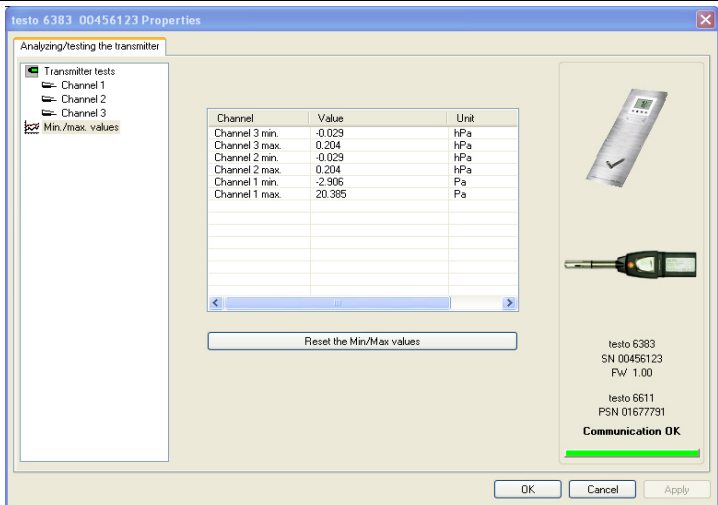 testo 6383 00456123 Properties
Analyzing/testing the transmitter
Transmitter tests
Channel 1
Channel 2
Channel 3
Min./max. values
Channel Value Unit
Channel 3 min. -0.029 hPa
Channel 3 max. 0.204 hPa
Channel 2 min. -0.029 hPa
Channel 2 max. 0.204 hPa
Channel 1 min. -2.906 Pa
Channel 1 max. 20.385 Pa
Reset the Min/Max values
testo 6383
SN 00456123
FW 1.00
testo 6611
PSN 01677791
Communication OK
OK Cancel Apply